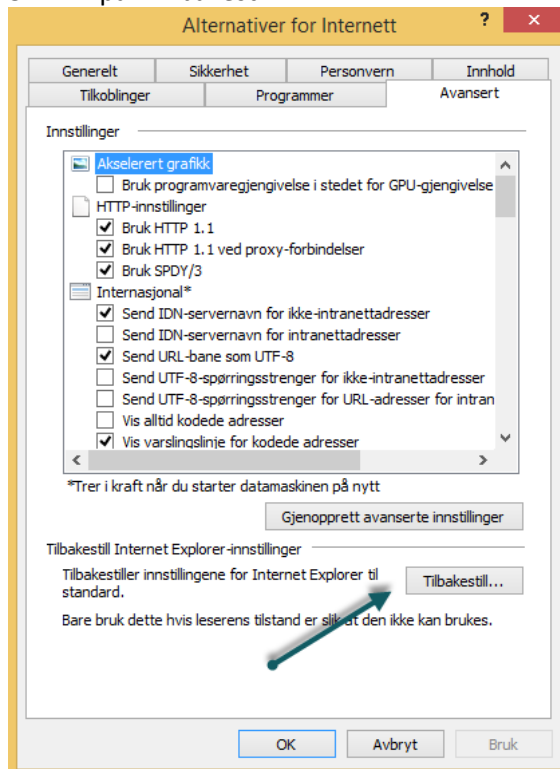 Alternativer for Internett
?
Generelt Sikkerhet Personvern Innhold
Tilkoblinger Programmer Avansert
Innstillinger
Akselerert grafikk
Bruk programvaregjengivelse i stedet for GPU-gjengivelse
HTTP-innstillinger
Bruk HTTP 1.1
Bruk HTTP 1.1 ved proxy-forbindelser
Bruk SPDY/3
Internasjonal*
Send IDN-servernavn for ikke-intranettadresser
Send IDN-servernavn for intranettadresser
Send URL-bane som UTF-8
Send UTF-8-spørringsstrenger for ikke-intranettadresser
Send UTF-8-spørringsstrenger for URL-adresser for intran
Vis alltid kodede adresser
Vis varslingslinje for kodede adresser
*Trer i kraft når du starter datamaskinen på nytt
Gjenopprett avanserte innstillinger
Tilbakestill Internet Explorer-innstillinger
Tilbakestiller innstillingene for Internet Explorer til
standard.
Tilbakestill...
Bare bruk dette hvis leserens tilstand er slik at den ikke kan brukes.
OK Avbryt Bruk